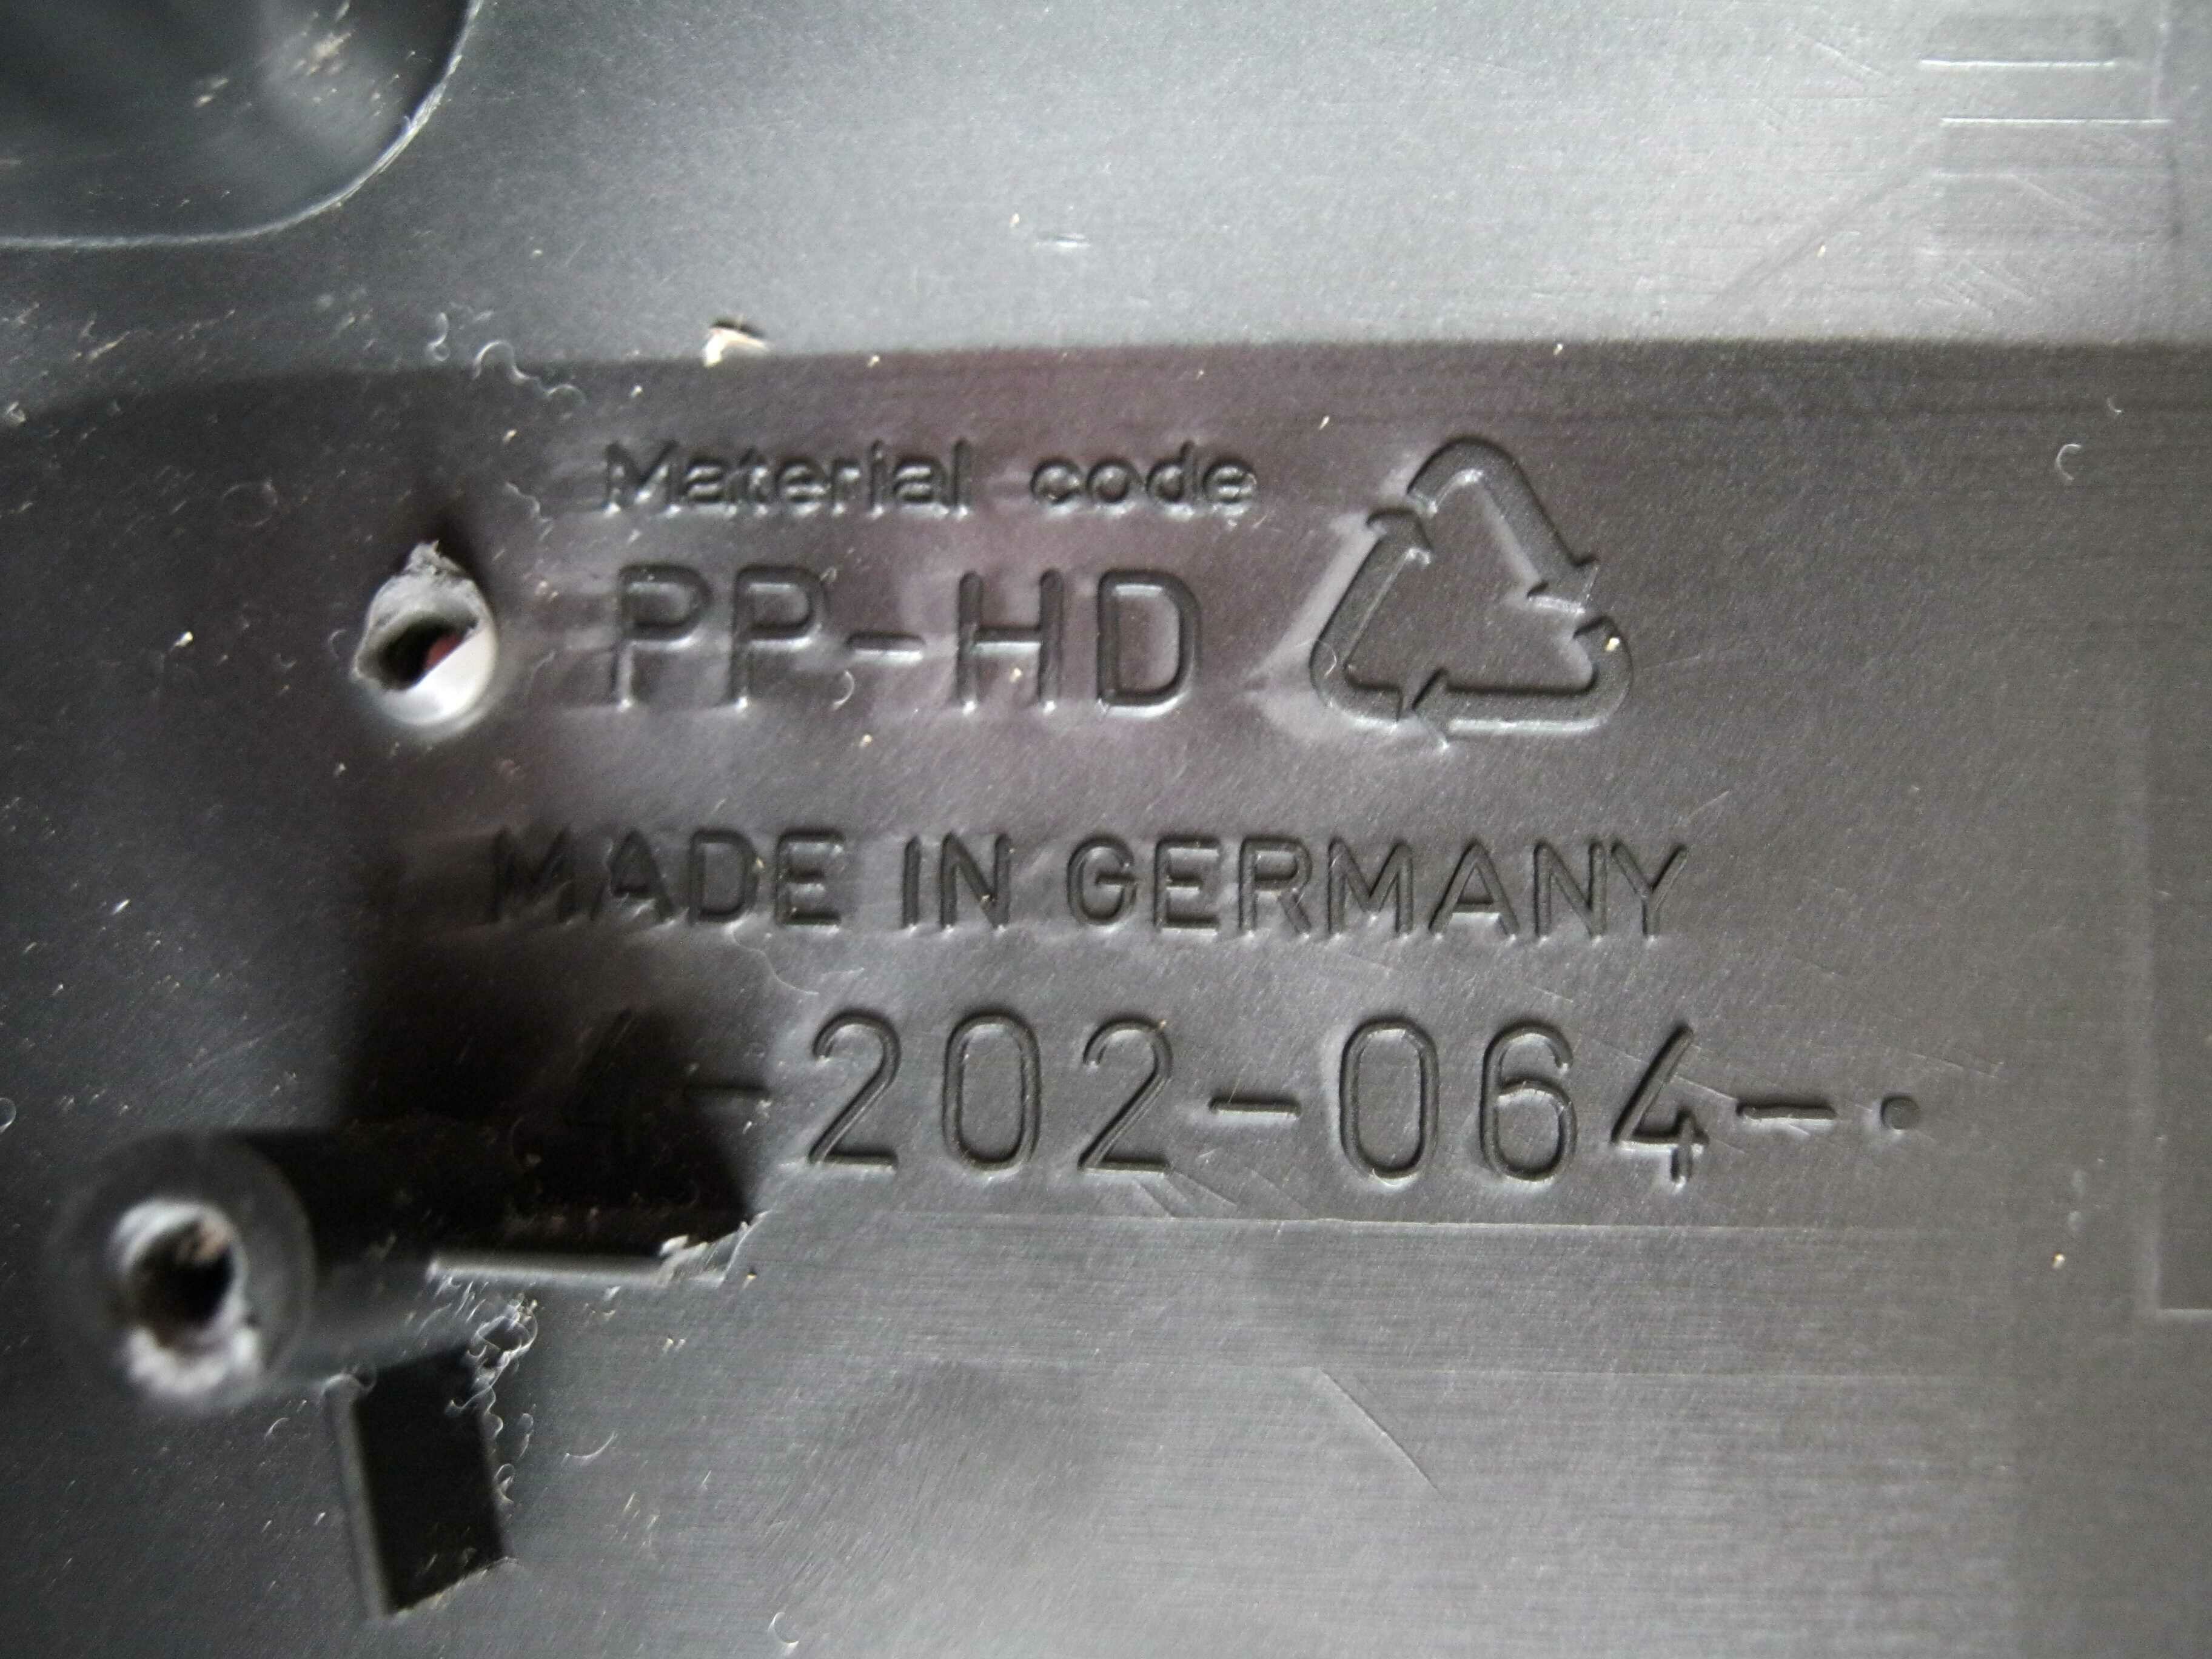 Material code
PP-HD
MADE IN GERMANY
-202-064-•